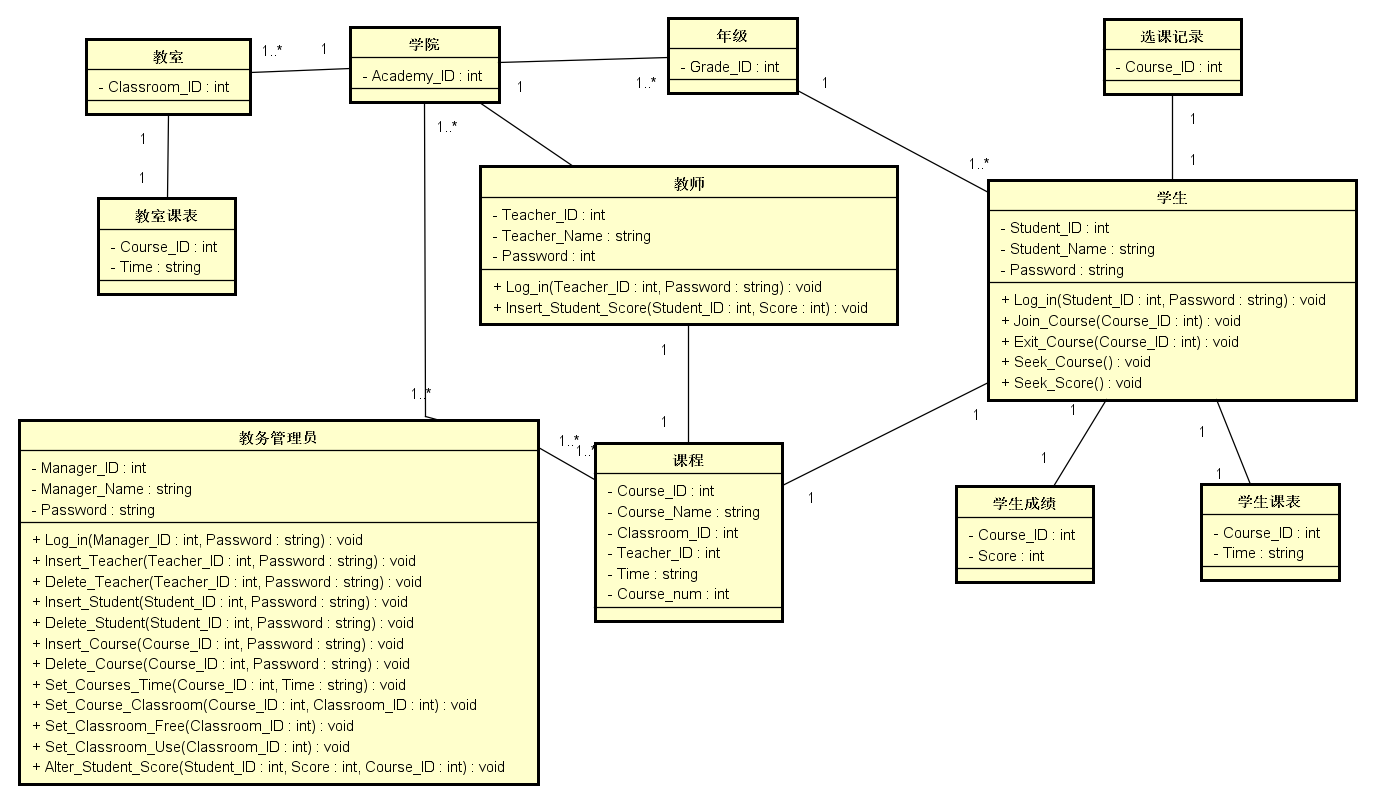 教室
- Classroom_ID : int
1..*
1
学院
- Academy_ID : int
1
1..*
年级
- Grade_ID : int
1
1..*
选课记录
- Course_ID : int
1
1
1
1
教室课表
- Course_ID : int
- Time : string
1..*
1..*
教师
- Teacher_ID : int
- Teacher_Name : string
- Password : int
+ Log_in(Teacher_ID : int, Password : string) : void
+ Insert_Student_Score(Student_ID : int, Score : int) : void
1
1
学生
- Student_ID : int
- Student_Name : string
- Password : string
+ Log_in(Student_ID : int, Password : string) : void
+ Join_Course(Course_ID : int) : void
+ Exit_Course(Course_ID : int) : void
+ Seek_Course() : void
+ Seek_Score() : void
1
1
1
1
1
1
教务管理员
- Manager_ID : int
- Manager_Name : string
- Password : string
+ Log_in(Manager_ID : int, Password : string) : void
+ Insert_Teacher(Teacher_ID : int, Password : string) : void
+ Delete_Teacher(Teacher_ID : int, Password : string) : void
+ Insert_Student(Student_ID : int, Password : string) : void
+ Delete_Student(Student_ID : int, Password : string) : void
+ Insert_Course(Course_ID : int, Password : string) : void
+ Delete_Course(Course_ID : int, Password : string) : void
+ Set_Courses_Time(Course_ID : int, Time : string) : void
+ Set_Course_Classroom(Course_ID : int, Classroom_ID : int) : void
+ Set_Classroom_Free(Classroom_ID : int) : void
+ Set_Classroom_Use(Classroom_ID : int) : void
+ Alter_Student_Score(Student_ID : int, Score : int, Course_ID : int) : void
1..*
1..*
课程
- Course_ID : int
- Course_Name : string
- Classroom_ID : int
- Teacher_ID : int
- Time : string
- Course_num : int
学生成绩
- Course_ID : int
- Score : int
学生课表
- Course_ID : int
- Time : string